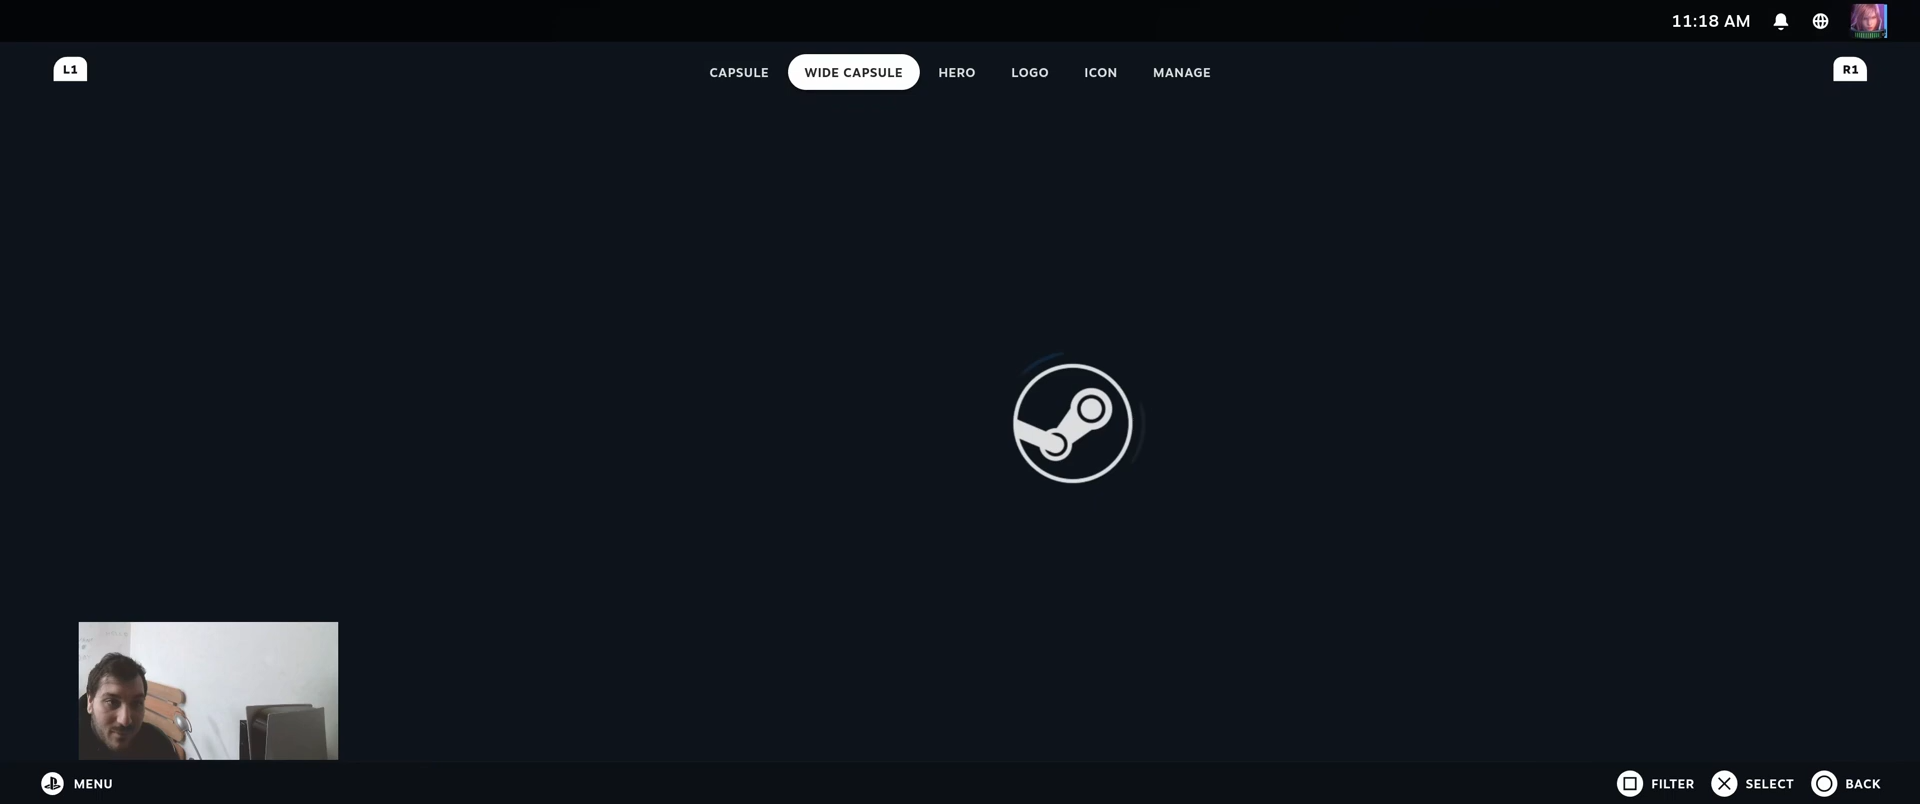 11:18 AM
L1
CAPSULE
WIDE CAPSULE
HERO
LOGO
ICON
MANAGE
R1
MENU
FILTER
SELECT
BACK